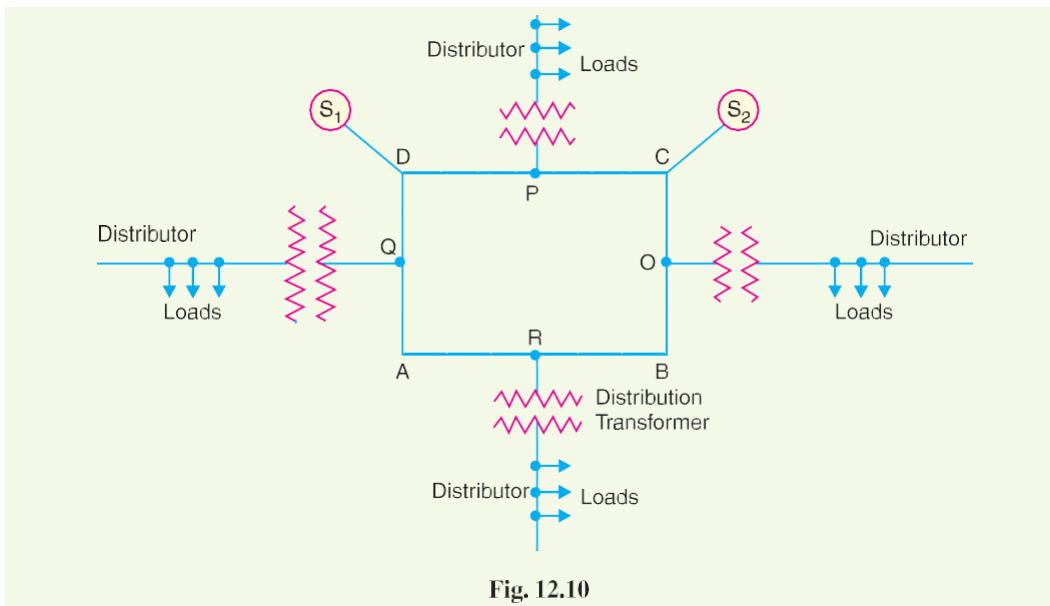 Distributor
Loads
S₁
S₂
D
C
P
Distributor
Q
Loads
O
Distributor
Loads
R
A
B
Distribution
Transformer
Distributor
Loads
Fig. 12.10